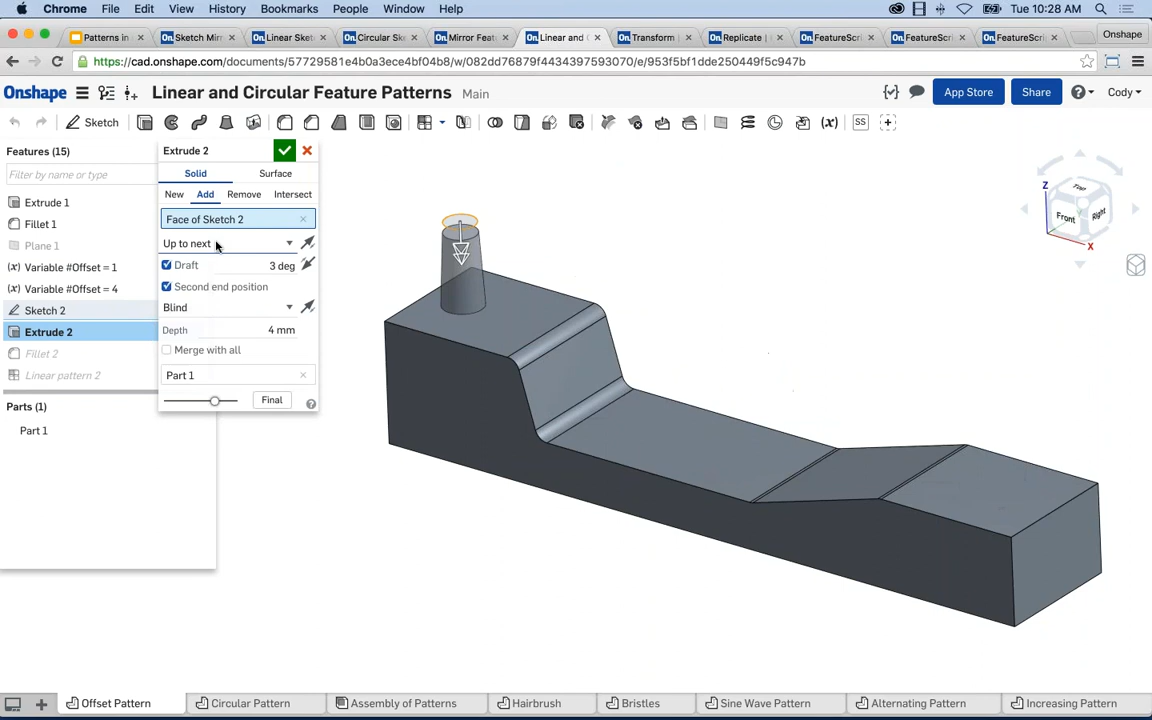 Chrome File Edit View History Bookmarks People Window Help Tue 10:28 AM
Patterns in Sketch Mirr Linear Sket Circular Sk Mirror Feat Linear and Transform Replicate FeatureScri FeatureScri FeatureScri Onshape
https://cad.onshape.com/documents/57729581e4b0a3ece4bf04b8/w/082dd76879f4434397593070/e/953f5bf1dde250449f5c947b
Onshape Linear and Circular Feature Patterns Main App Store Share Cody
Sketch (x) SS
Features (15)
Filter by name or type
Extrude 1
Fillet 1
Plane 1
(x) Variable #Offset = 1
(x) Variable #Offset = 4
Sketch 2
Extrude 2
Fillet 2
Linear pattern 2
Parts (1)
Part 1
Extrude 2
Solid Surface
New Add Remove Intersect
Face of Sketch 2
Up to next
Draft 3 deg
Second end position
Blind
Depth 4 mm
Merge with all
Part 1
Final
Z
Top
Front Right
X
Offset Pattern Circular Pattern Assembly of Patterns Hairbrush Bristles Sine Wave Pattern Alternating Pattern Increasing Pattern